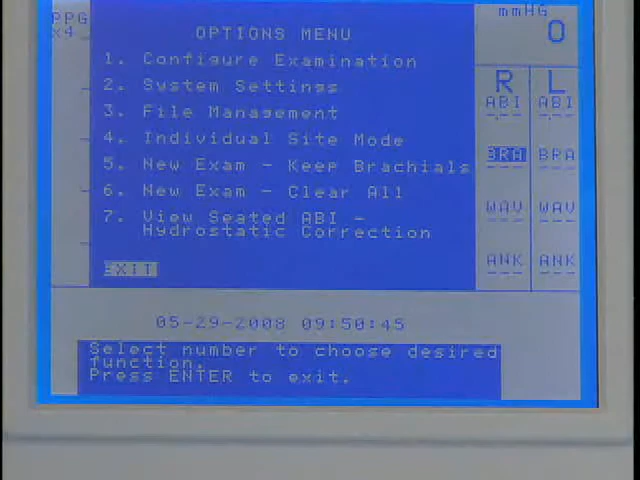 PPG
x4
mmHG
0
OPTIONS MENU
1. Configure Examination
2. System Settings
3. File Management
4. Individual Site Mode
5. New Exam - Keep Brachials
6. New Exam - Clear All
7. View Seated ABI -
Hydrostatic Correction
EXIT
R L
ABI ABI
BRA BRA
WAV WAV
ANK ANK
05-29-2008 09:50:45
Select number to choose desired
function.
Press ENTER to exit.